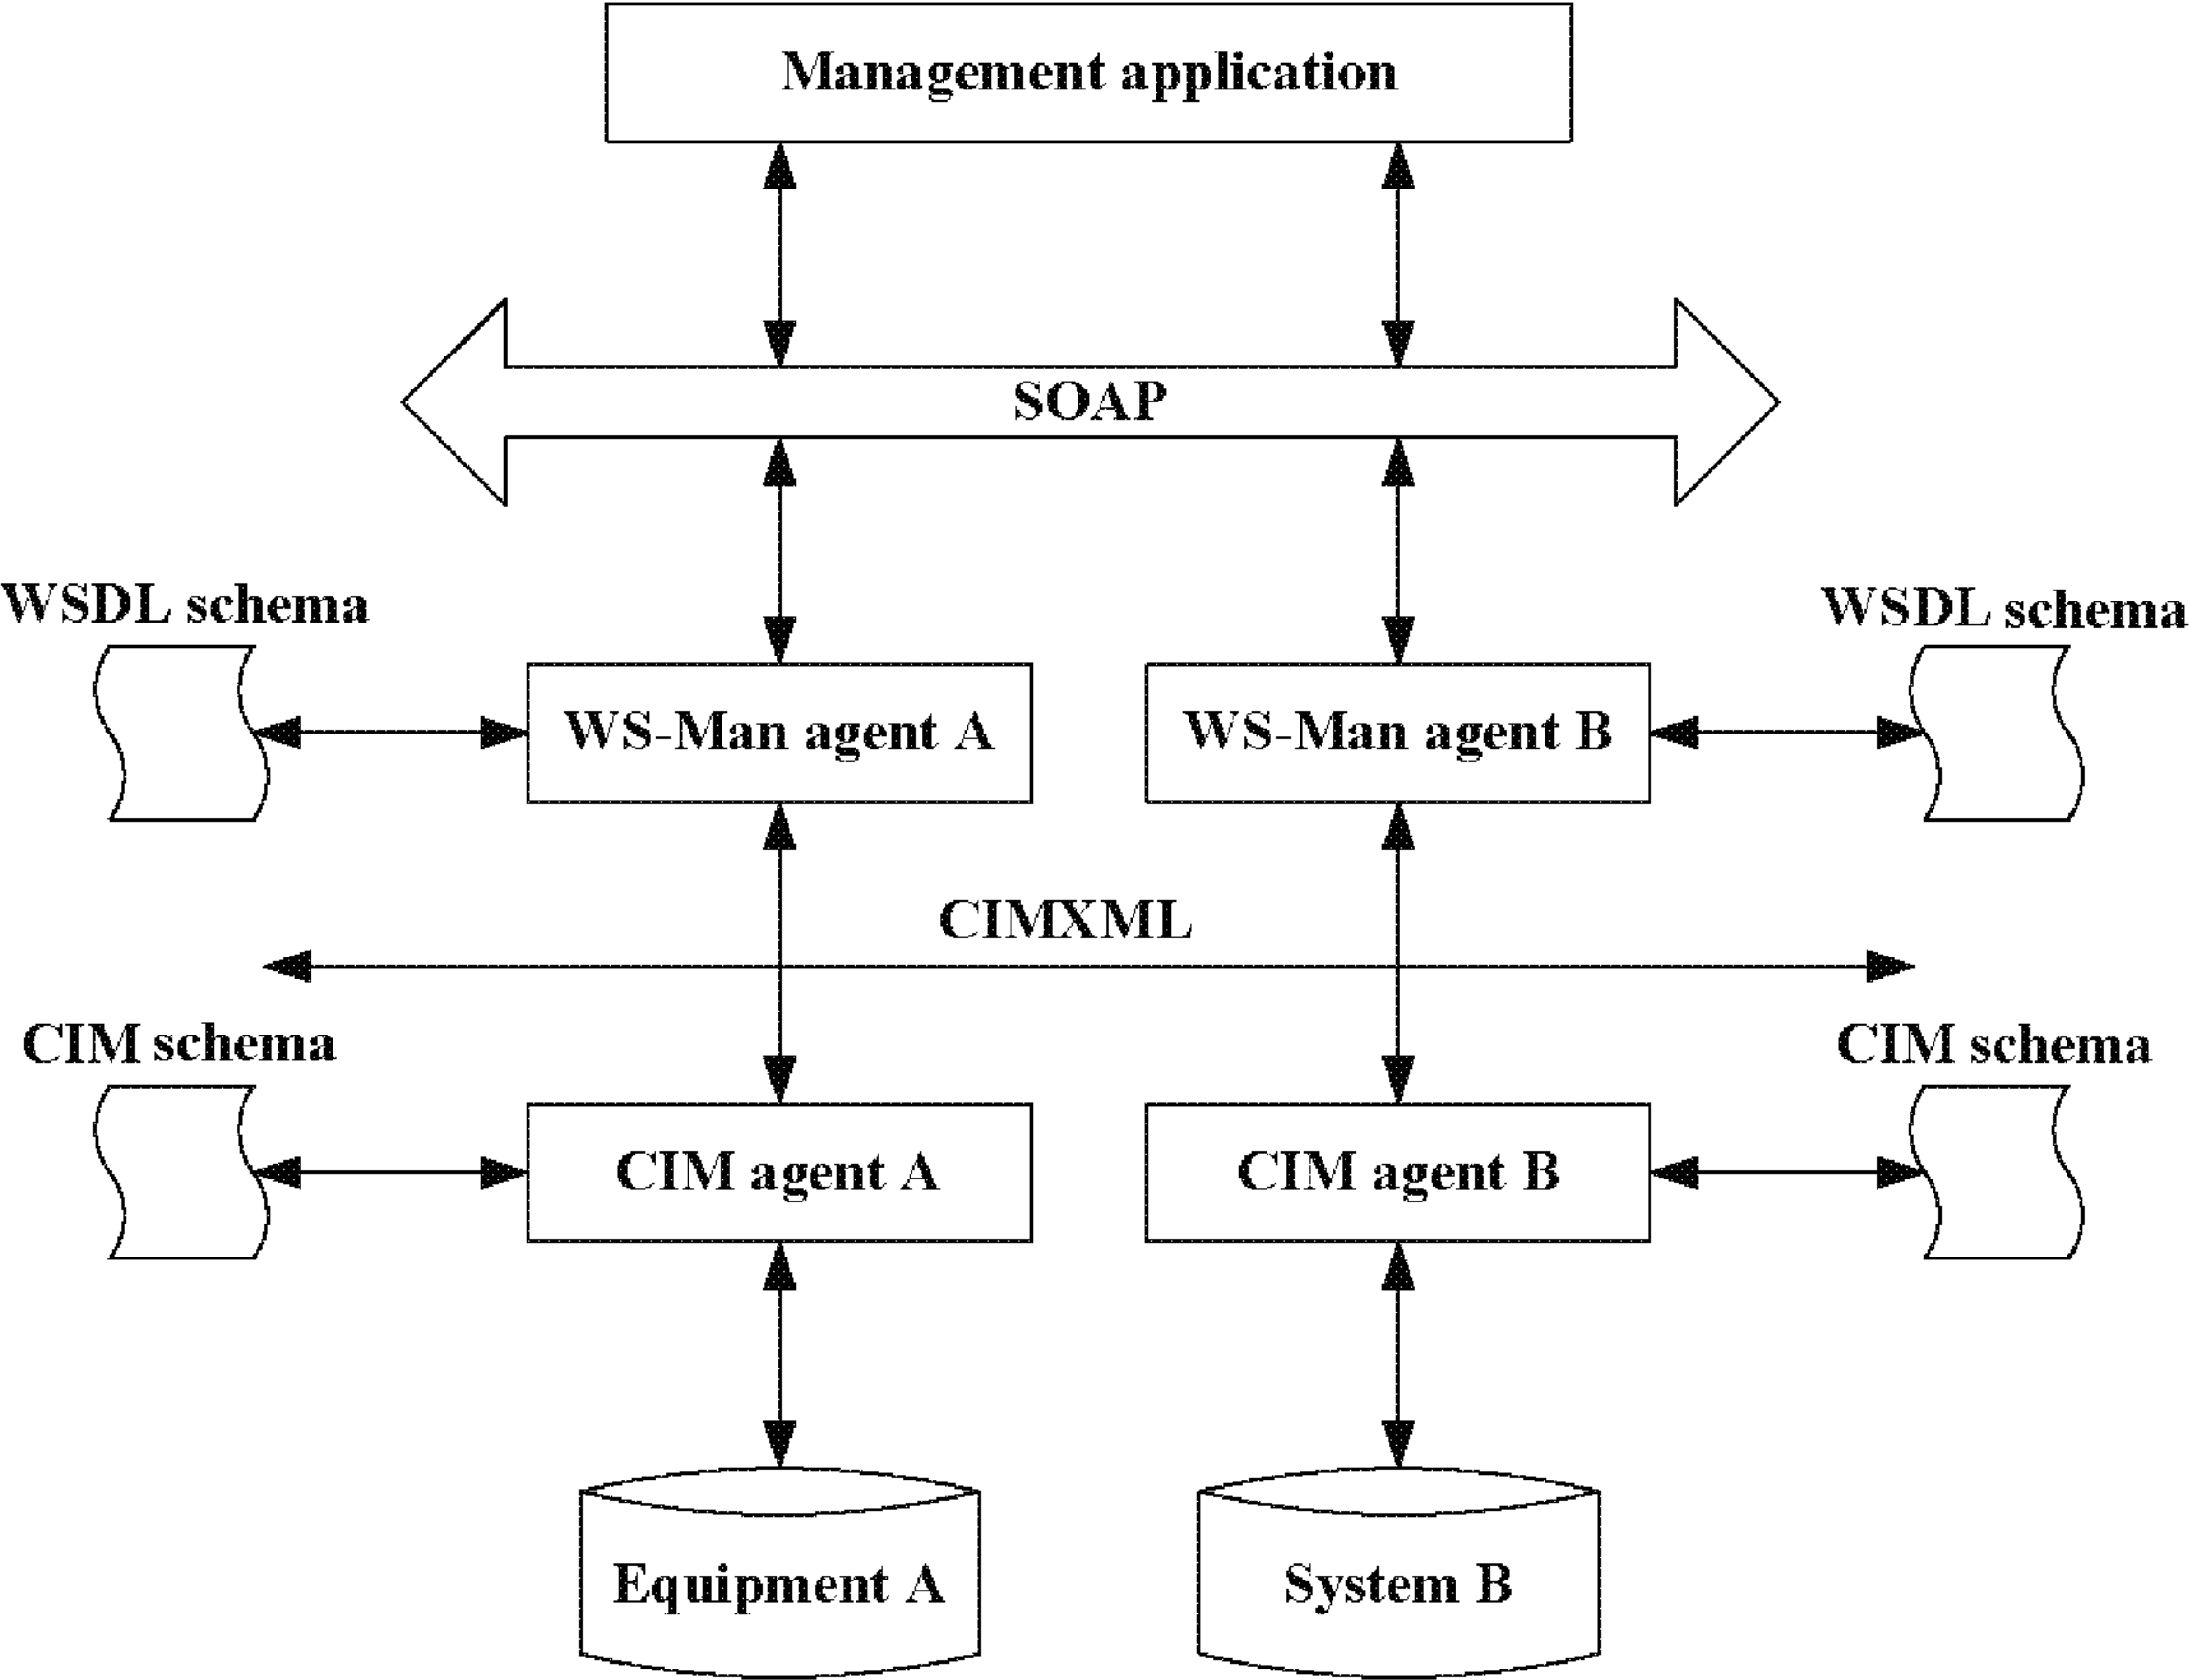 Management application
SOAP
WSDL schema
WSDL schema
WS-Man agent A
WS-Man agent B
CIMXML
CIM schema
CIM schema
CIM agent A
CIM agent B
Equipment A
System B